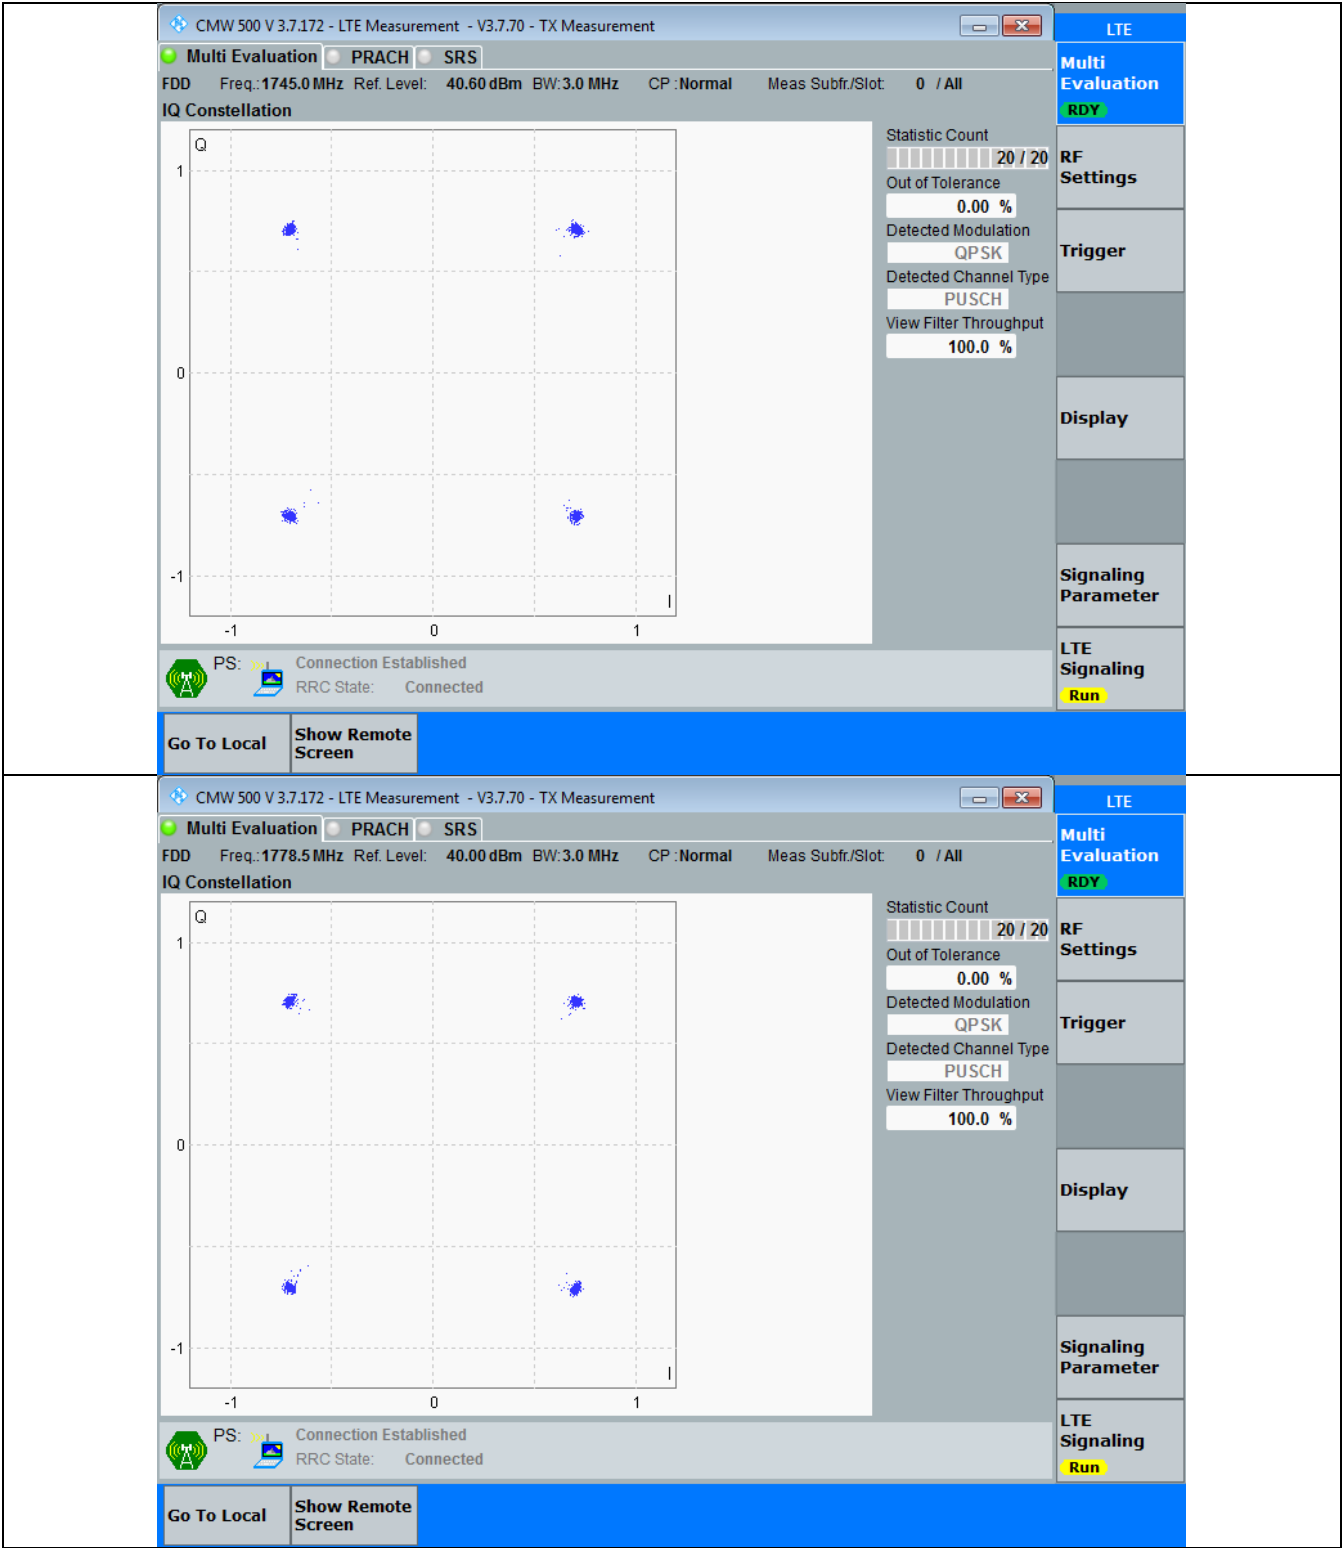 CMW 500 V 3.7.172 - LTE Measurement - V3.7.70 - TX Measurement
LTE
Multi Evaluation PRACH SRS
Multi
Evaluation
RDY
FDD Freq.:1745.0 MHz Ref. Level: 40.60 dBm BW:3.0 MHz CP :Normal Meas Subfr./Slot: 0 / All
IQ Constellation
Q
1
0
-1
I
-1 0 1
Statistic Count
20 / 20
Out of Tolerance
0.00 %
Detected Modulation
QPSK
Detected Channel Type
PUSCH
View Filter Throughput
100.0 %
RF
Settings
Trigger
Display
Signaling
Parameter
LTE
Signaling
Run
PS: Connection Established
RRC State: Connected
Go To Local
Show Remote
Screen
CMW 500 V 3.7.172 - LTE Measurement - V3.7.70 - TX Measurement
LTE
Multi Evaluation PRACH SRS
Multi
Evaluation
RDY
FDD Freq.:1778.5 MHz Ref. Level: 40.00 dBm BW:3.0 MHz CP :Normal Meas Subfr./Slot: 0 / All
IQ Constellation
Q
1
0
-1
I
-1 0 1
Statistic Count
20 / 20
Out of Tolerance
0.00 %
Detected Modulation
QPSK
Detected Channel Type
PUSCH
View Filter Throughput
100.0 %
RF
Settings
Trigger
Display
Signaling
Parameter
LTE
Signaling
Run
PS: Connection Established
RRC State: Connected
Go To Local
Show Remote
Screen